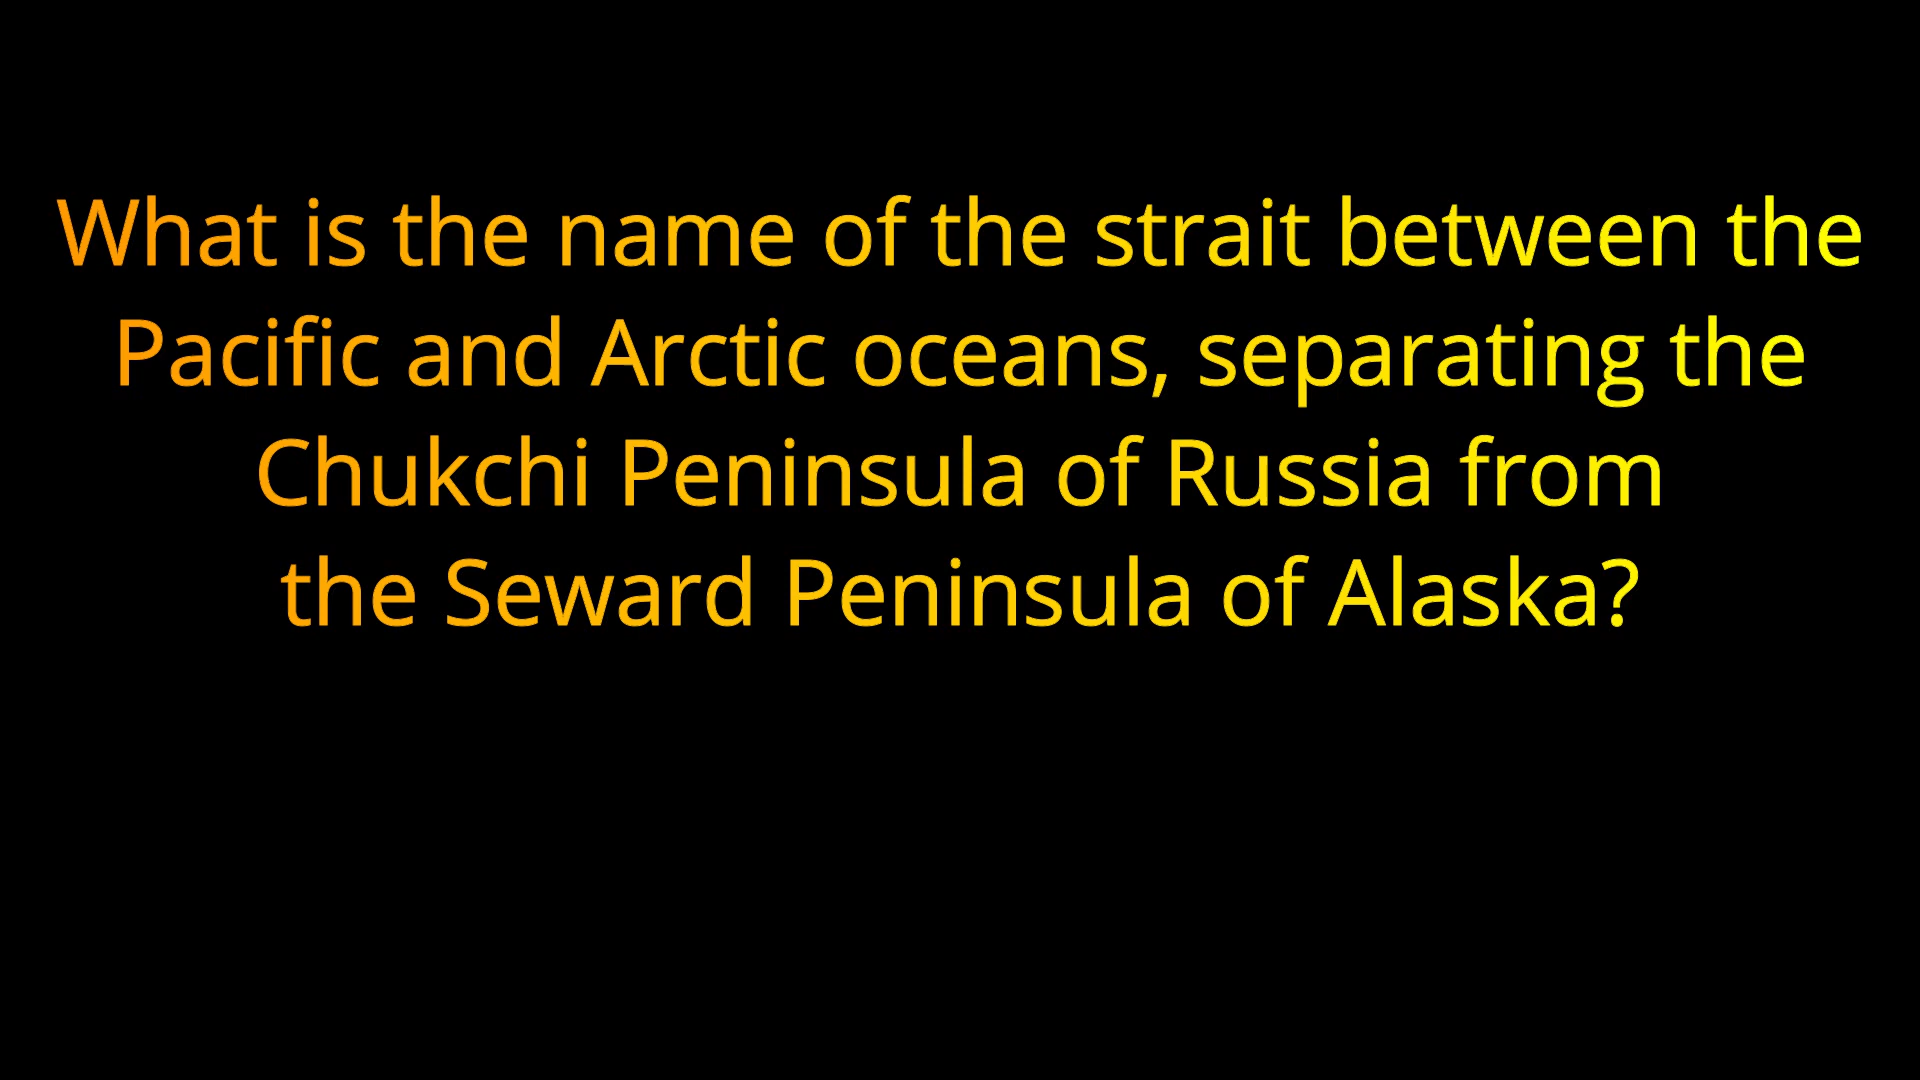 What is the name of the strait between the
Pacific and Arctic oceans, separating the
Chukchi Peninsula of Russia from
the Seward Peninsula of Alaska?